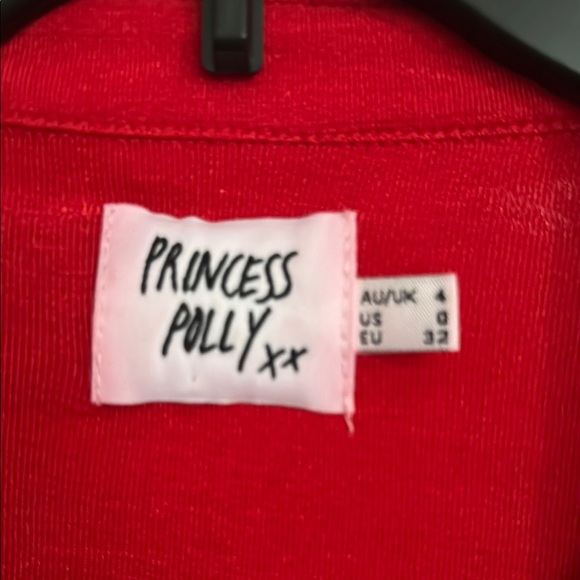 PRINCESS
POLLY xx
AU/UK 4
US 0
EU 32